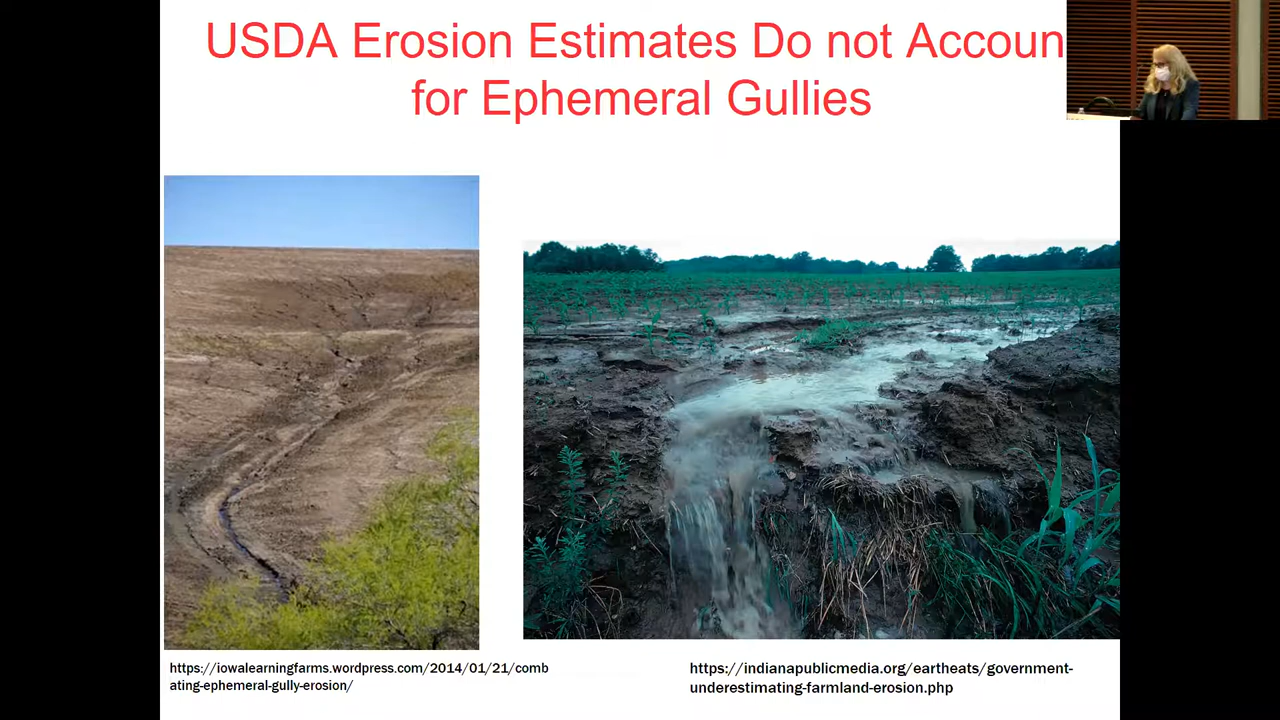 USDA Erosion Estimates Do not Accoun
for Ephemeral Gullies
https://iowalearningfarms.wordpress.com/2014/01/21/comb
ating-ephemeral-gully-erosion/
https://indianapublicmedia.org/eartheats/government-
underestimating-farmland-erosion.php